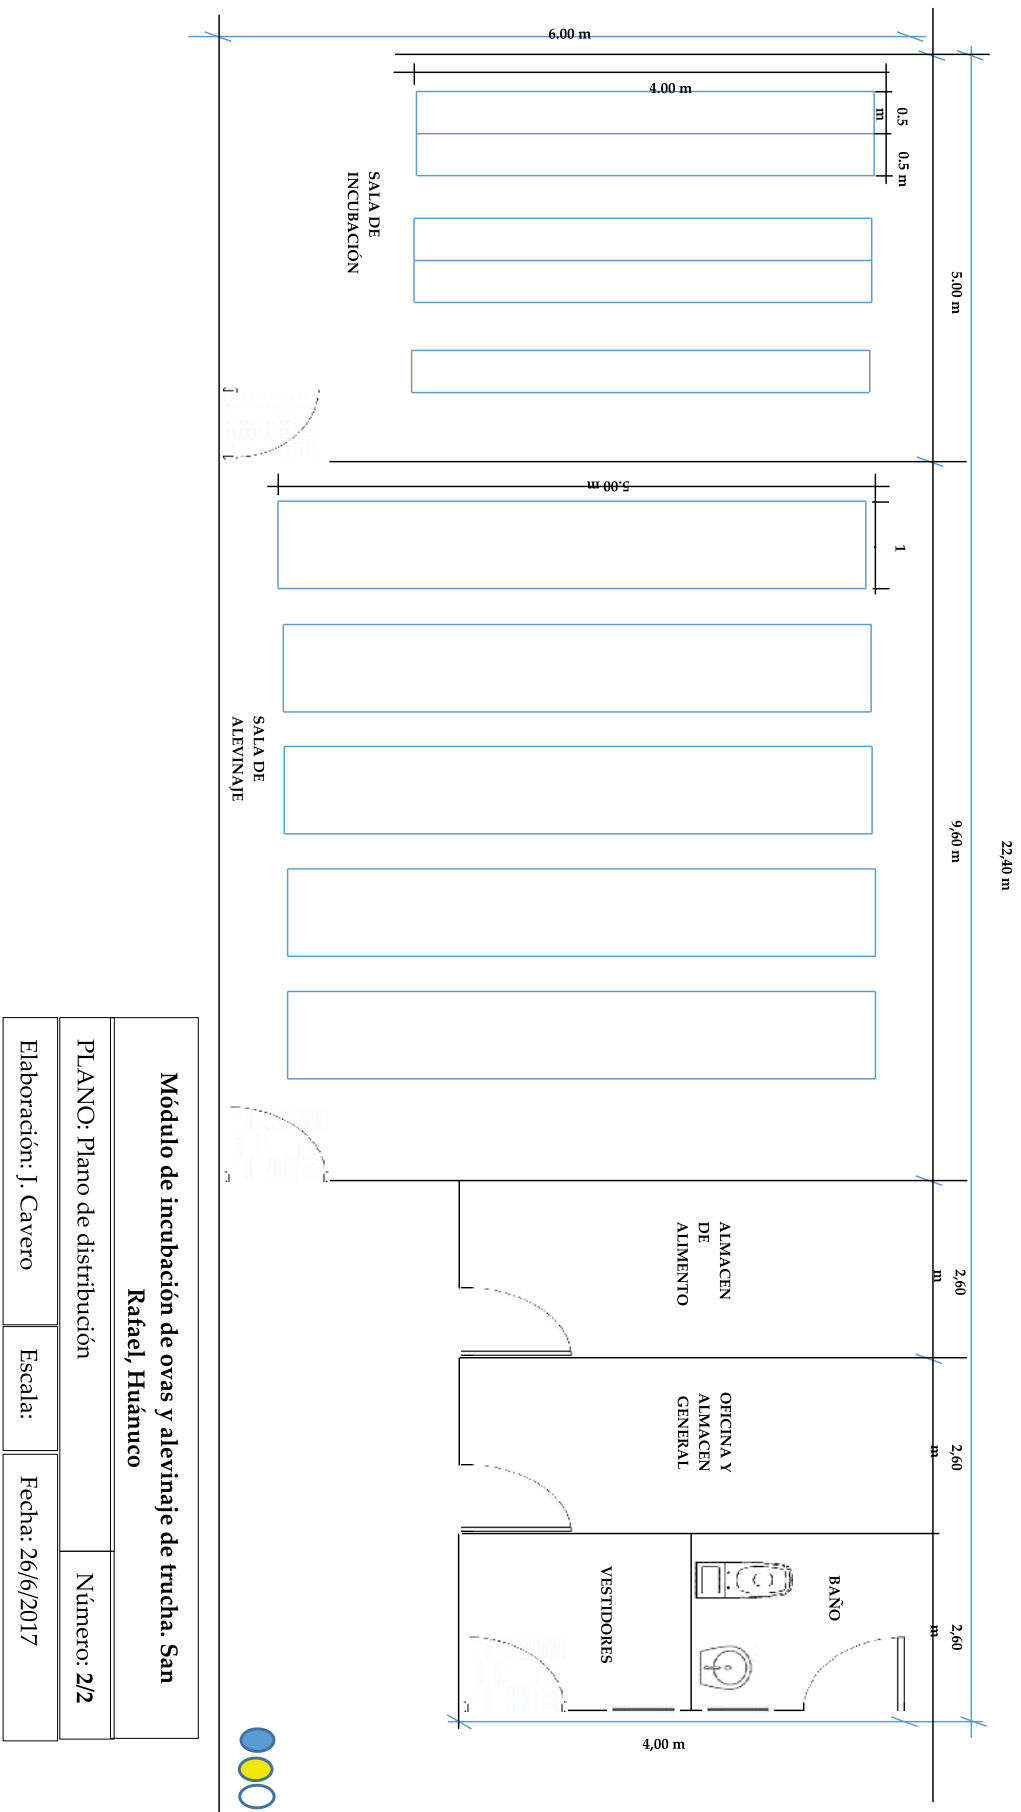 6.00 m
4.00 m
0.5
m
0.5 m
SALA DE
INCUBACIÓN
5.00 m
5.00 m
1
SALA DE
ALEVINAJE
9,60 m
22,40 m
ALMACEN
DE
ALIMENTO
2,60
m
OFICINA Y
ALMACEN
GENERAL
2,60
m
BAÑO
VESTIDORES
2,60
m
4,00 m
Módulo de incubación de ovas y alevinaje de trucha. San
Rafael, Huánuco
PLANO: Plano de distribución
Número: 2/2
Elaboración: J. Cavero
Escala:
Fecha: 26/6/2017